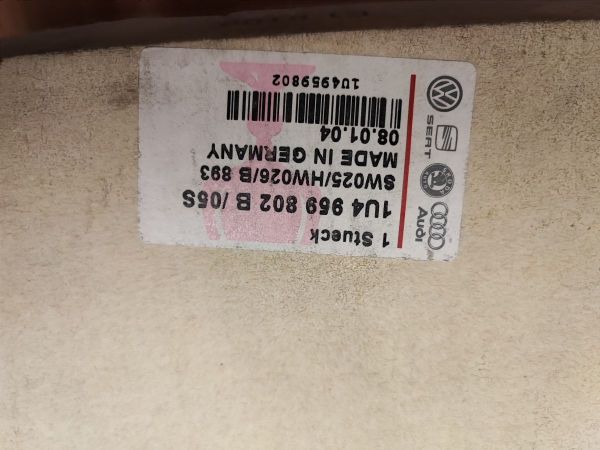 1 Stueck
1U4 959 802 B /05S
SW025/HW026/B 893
MADE IN GERMANY
08.01.04
1U4959802
Audi
SEAT